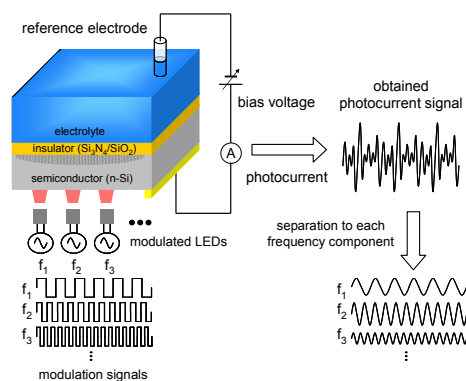 reference electrode
electrolyte
insulator (Si₃N₄/SiO₂)
semiconductor (n-Si)
bias voltage
A
photocurrent
obtained
photocurrent signal
modulated LEDs
f₁ f₂ f₃
separation to each
frequency component
f₁
f₂
f₃
modulation signals
f₁
f₂
f₃